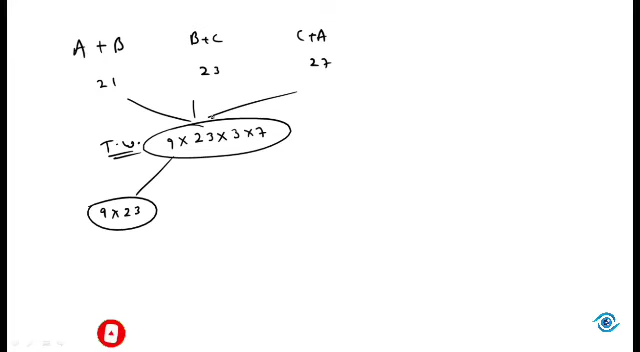 A + B B+C C+A
21 23 27
T.W. 9 x 23 x 3 x 7
9 x 23